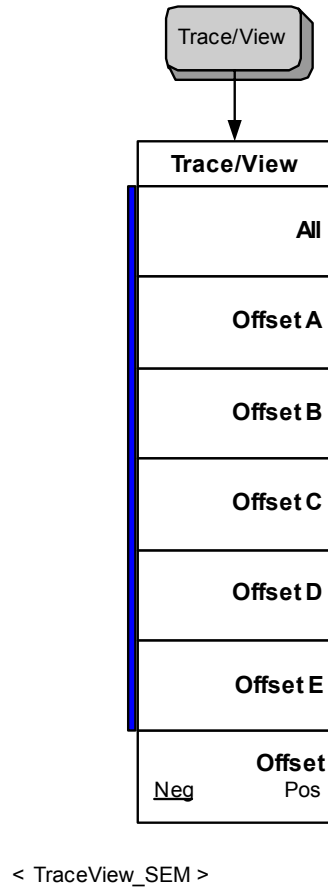 Trace/View
Trace/View
All
Offset A
Offset B
Offset C
Offset D
Offset E
Offset
Neg Pos
< TraceView_SEM >